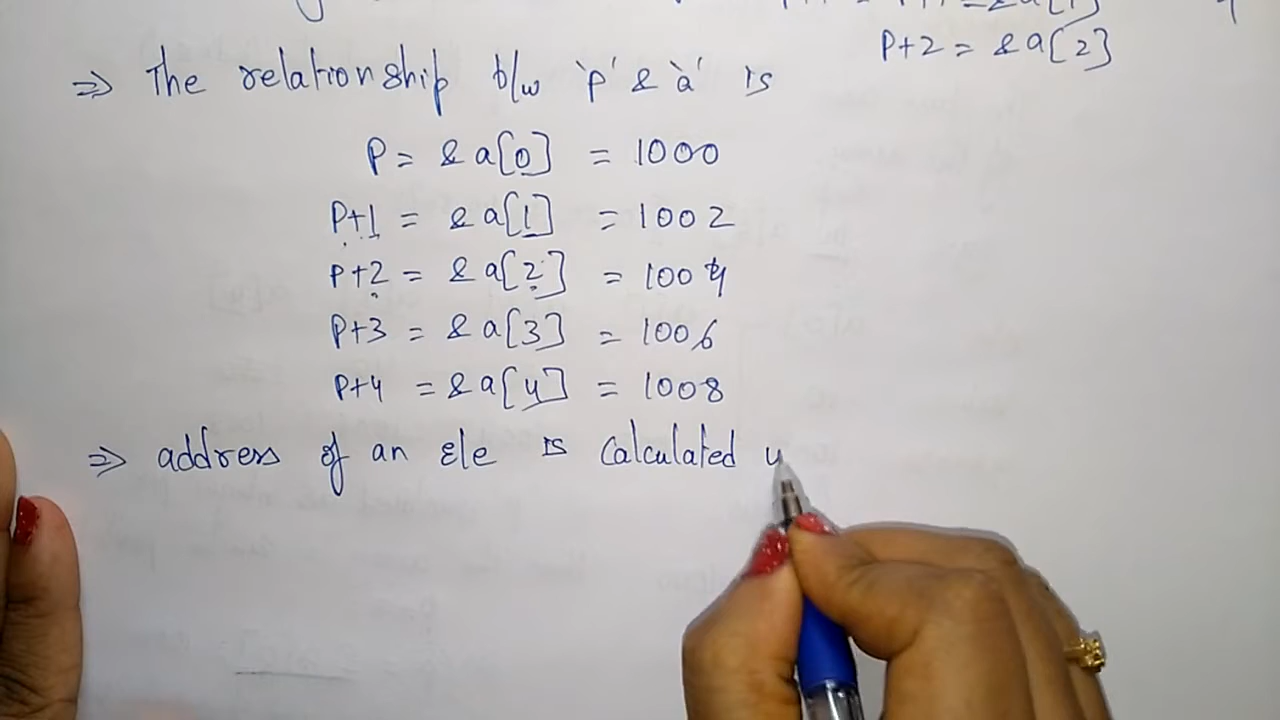 P+2 = &a[2]
⇒ The relationship b/w 'p' & 'a' is
P = &a[0] = 1000
P+1 = &a[1] = 1002
P+2 = &a[2] = 1004
P+3 = &a[3] = 1006
P+4 = &a[4] = 1008
⇒ address of an Ele is Calculated u